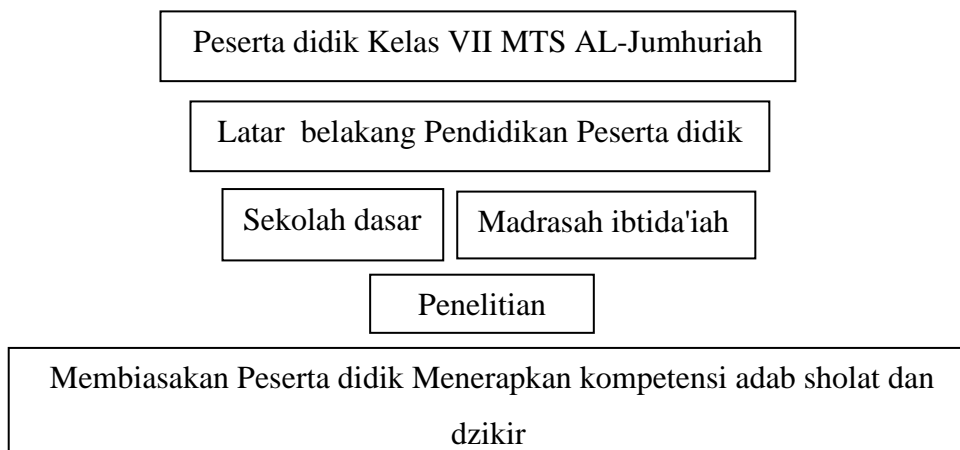 Peserta didik Kelas VII MTS AL-Jumhuriah
Latar  belakang Pendidikan Peserta didik
Sekolah dasar
Madrasah ibtida'iah
Penelitian
Membiasakan Peserta didik Menerapkan kompetensi adab sholat dan
dzikir